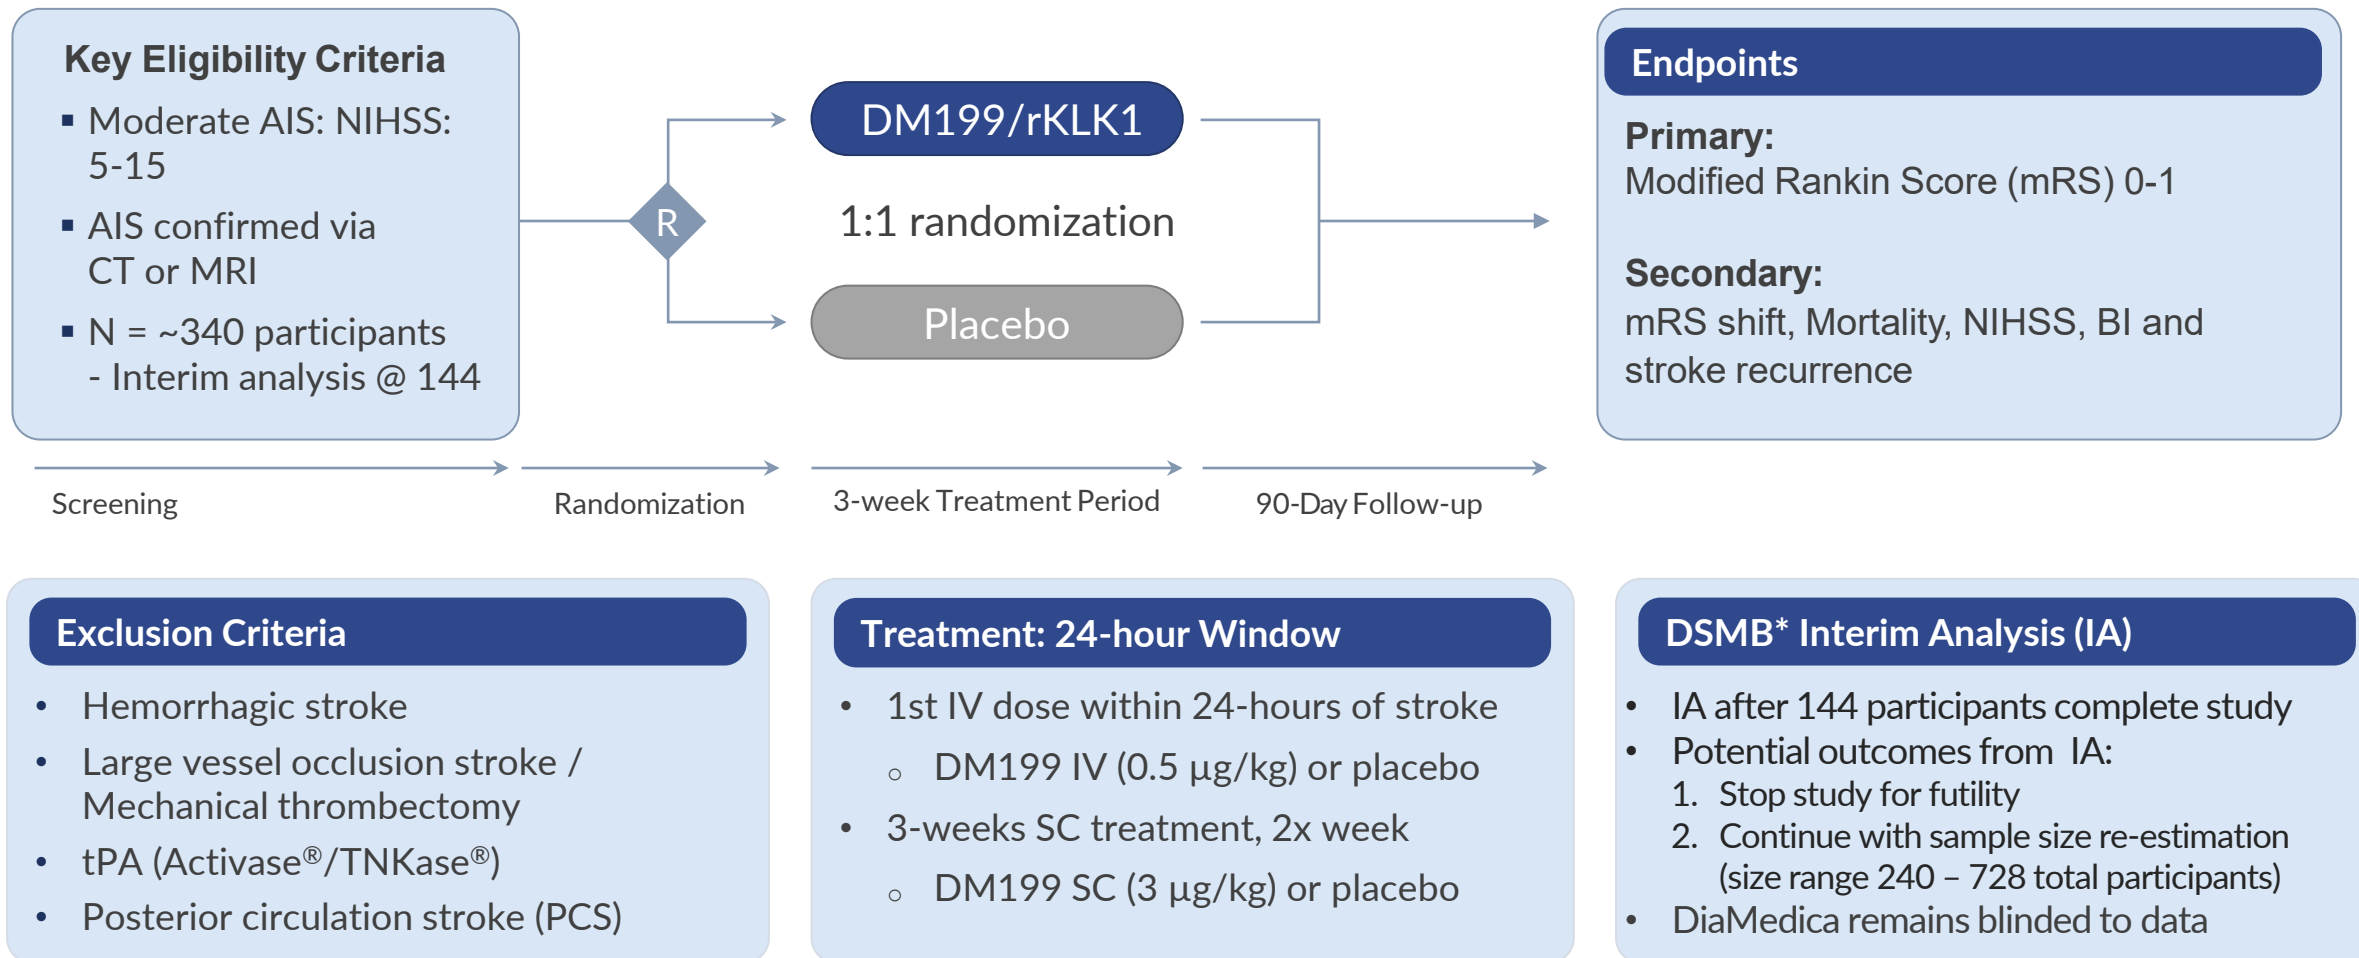 Key Eligibility Criteria
▪ Moderate AIS: NIHSS:
5-15
▪ AIS confirmed via
CT or MRI
▪ N = ~340 participants
- Interim analysis @ 144
R
DM199/rKLK1
1:1 randomization
Placebo
Endpoints
Primary:
Modified Rankin Score (mRS) 0-1
Secondary:
mRS shift, Mortality, NIHSS, BI and
stroke recurrence
Screening
Randomization
3-week Treatment Period
90-Day Follow-up
Exclusion Criteria
• Hemorrhagic stroke
• Large vessel occlusion stroke /
Mechanical thrombectomy
• tPA (Activase®/TNKase®)
• Posterior circulation stroke (PCS)
Treatment: 24-hour Window
• 1st IV dose within 24-hours of stroke
○ DM199 IV (0.5 µg/kg) or placebo
• 3-weeks SC treatment, 2x week
○ DM199 SC (3 µg/kg) or placebo
DSMB* Interim Analysis (IA)
• IA after 144 participants complete study
• Potential outcomes from IA:
1. Stop study for futility
2. Continue with sample size re-estimation
(size range 240 – 728 total participants)
• DiaMedica remains blinded to data